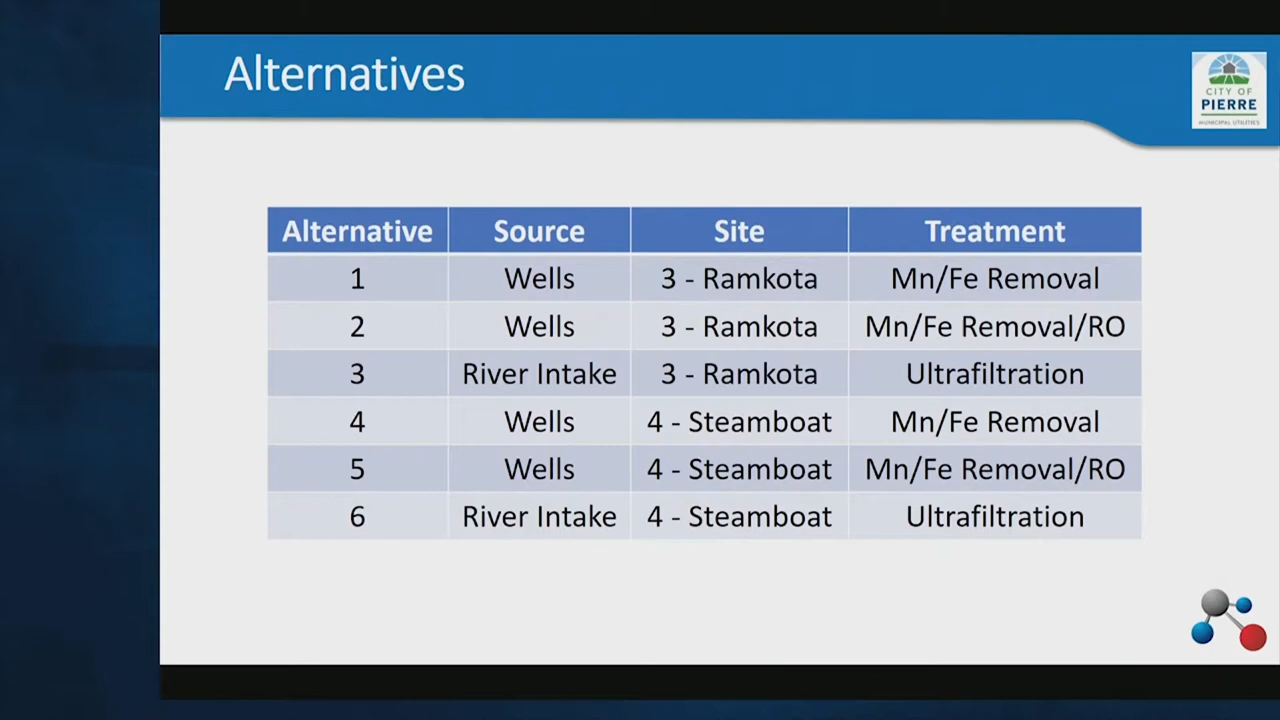 Alternatives
CITY OF
PIERRE
MUNICIPAL UTILITIES
Alternative Source Site Treatment
1 Wells 3 - Ramkota Mn/Fe Removal
2 Wells 3 - Ramkota Mn/Fe Removal/RO
3 River Intake 3 - Ramkota Ultrafiltration
4 Wells 4 - Steamboat Mn/Fe Removal
5 Wells 4 - Steamboat Mn/Fe Removal/RO
6 River Intake 4 - Steamboat Ultrafiltration